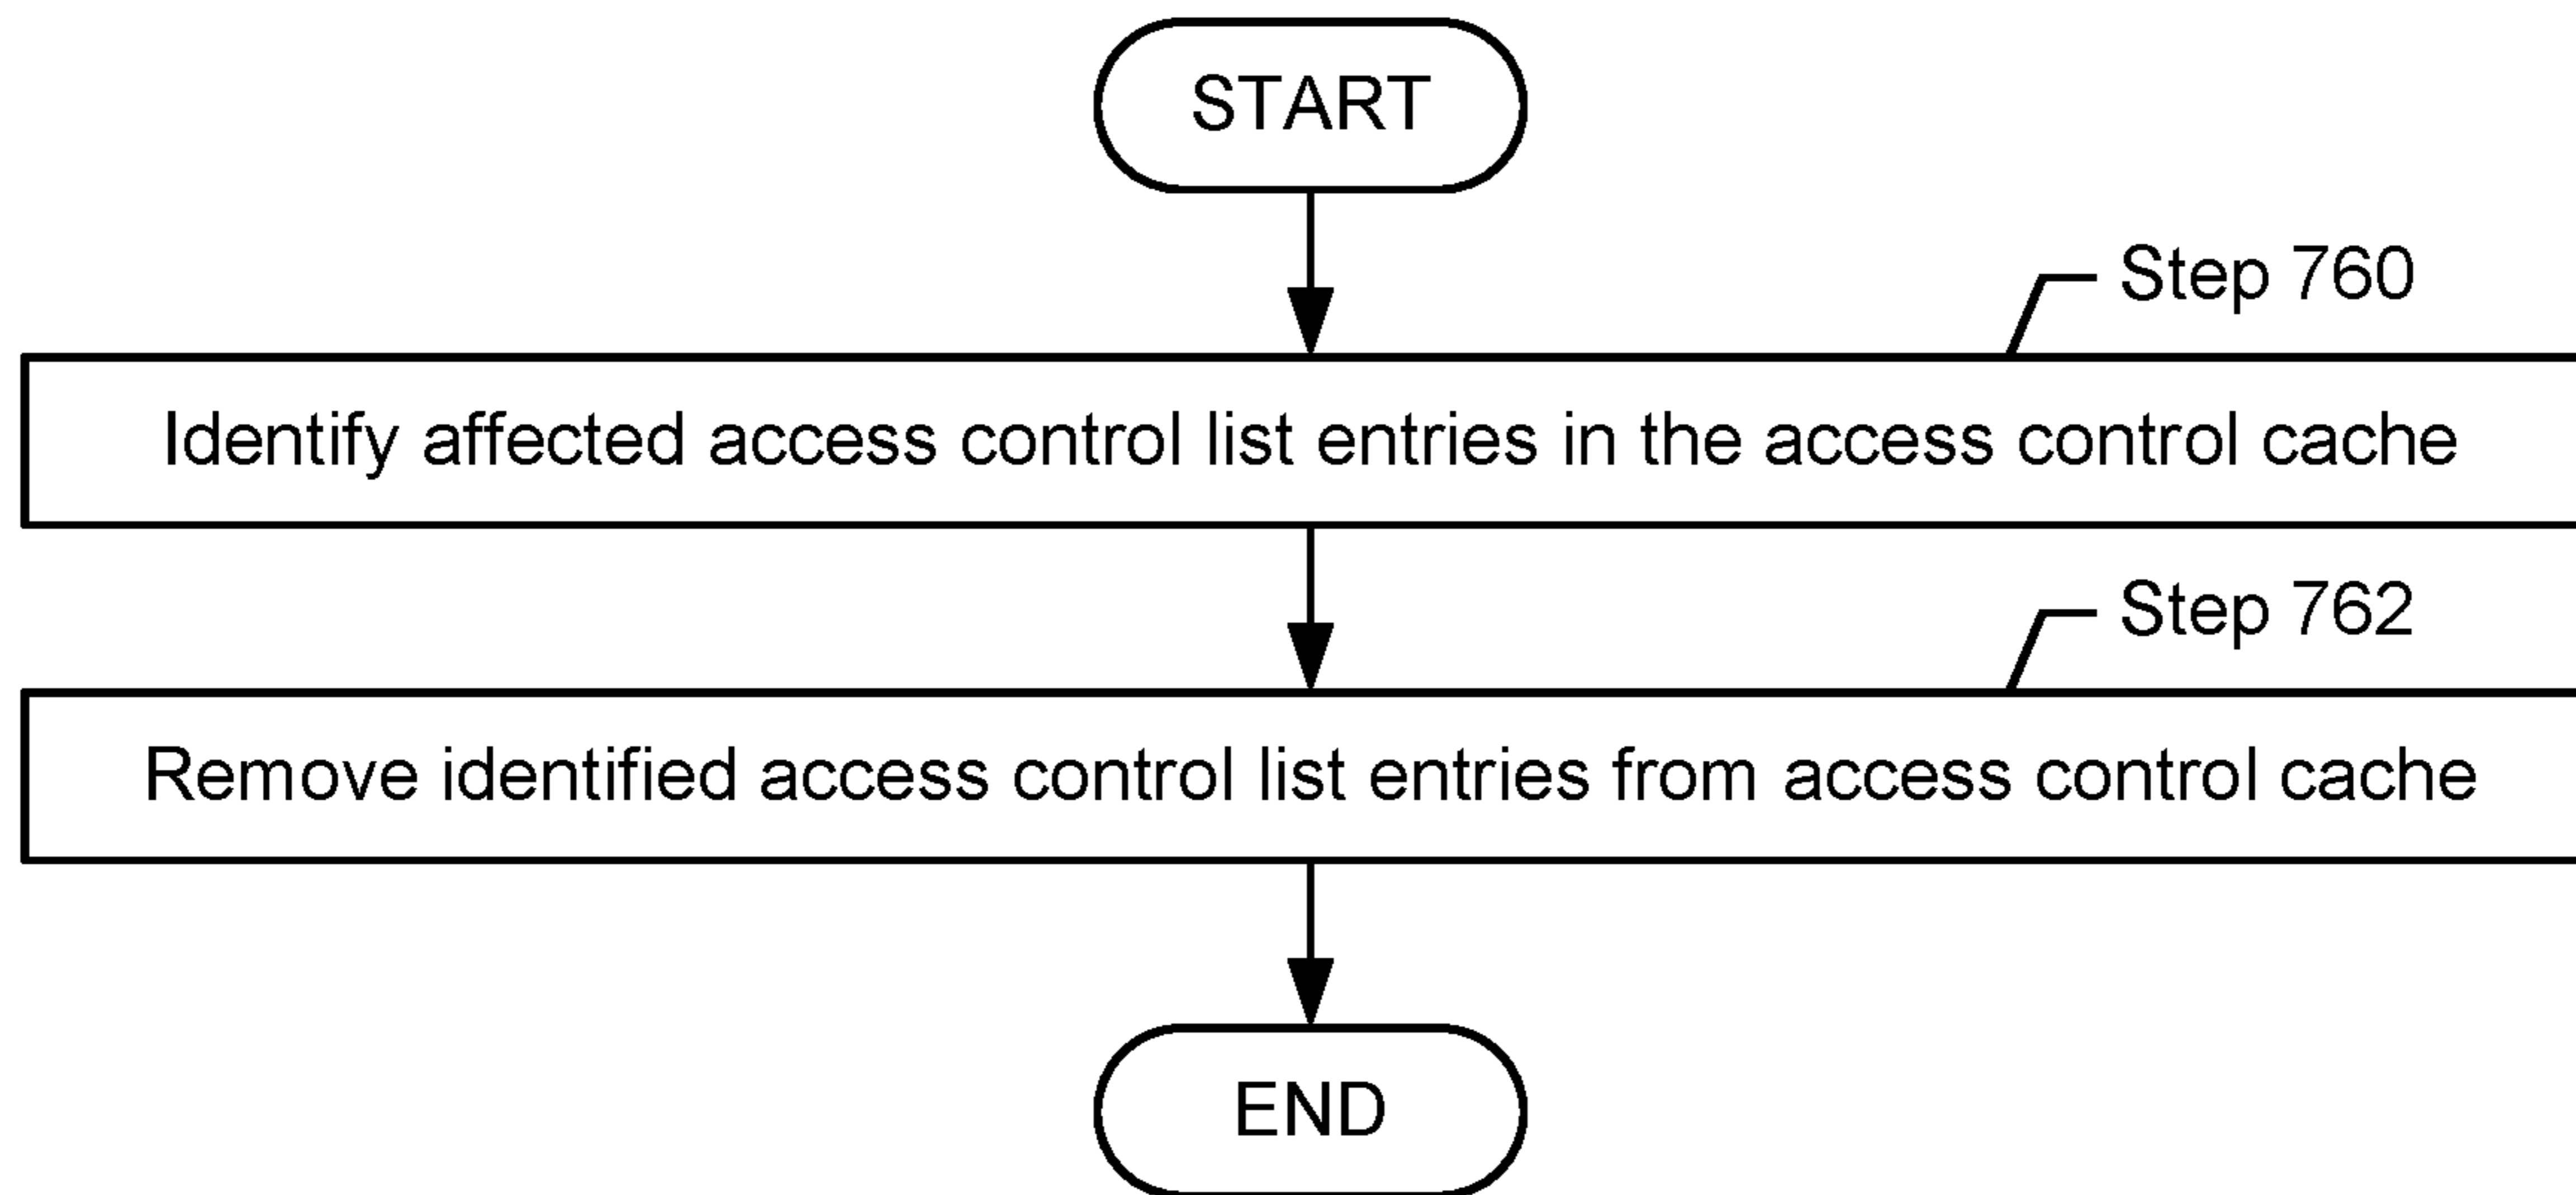 START
Step 760
Identify affected access control list entries in the access control cache
Step 762
Remove identified access control list entries from access control cache
END